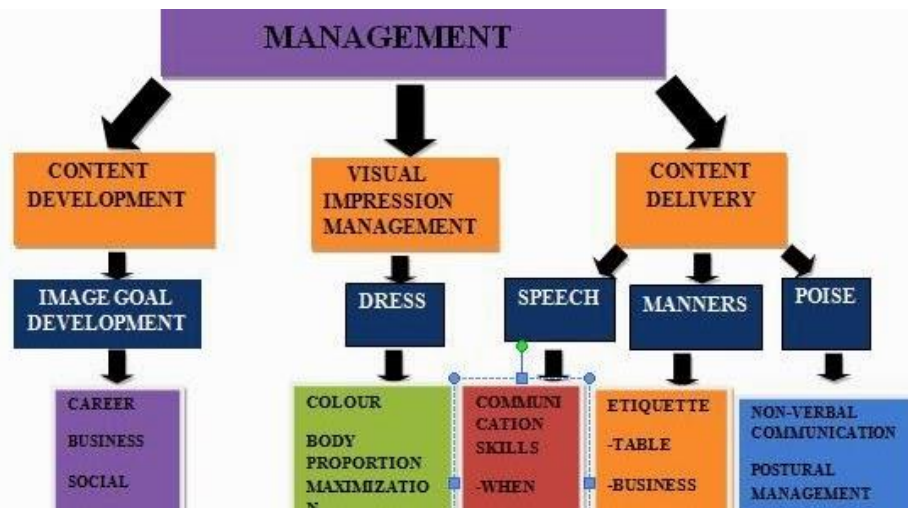 MANAGEMENT
CONTENT
DEVELOPMENT
VISUAL
IMPRESSION
MANAGEMENT
CONTENT
DELIVERY
IMAGE GOAL
DEVELOPMENT
DRESS
SPEECH
MANNERS
POISE
CAREER
BUSINESS
SOCIAL
COLOUR
BODY
PROPORTION
MAXIMIZATIO
N
COMMUNI
CATION
SKILLS
-WHEN
ETIQUETTE
-TABLE
-BUSINESS
NON-VERBAL
COMMUNICATION
POSTURAL
MANAGEMENT